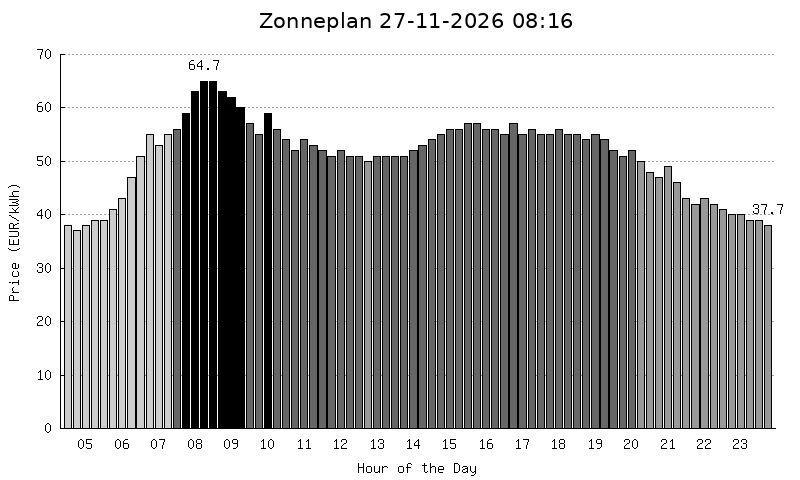 Zonneplan 27-11-2026 08:16
70
64.7
60
50
40
37.7
30
20
10
0
Price (EUR/kWh)
05 06 07 08 09 10 11 12 13 14 15 16 17 18 19 20 21 22 23
Hour of the Day